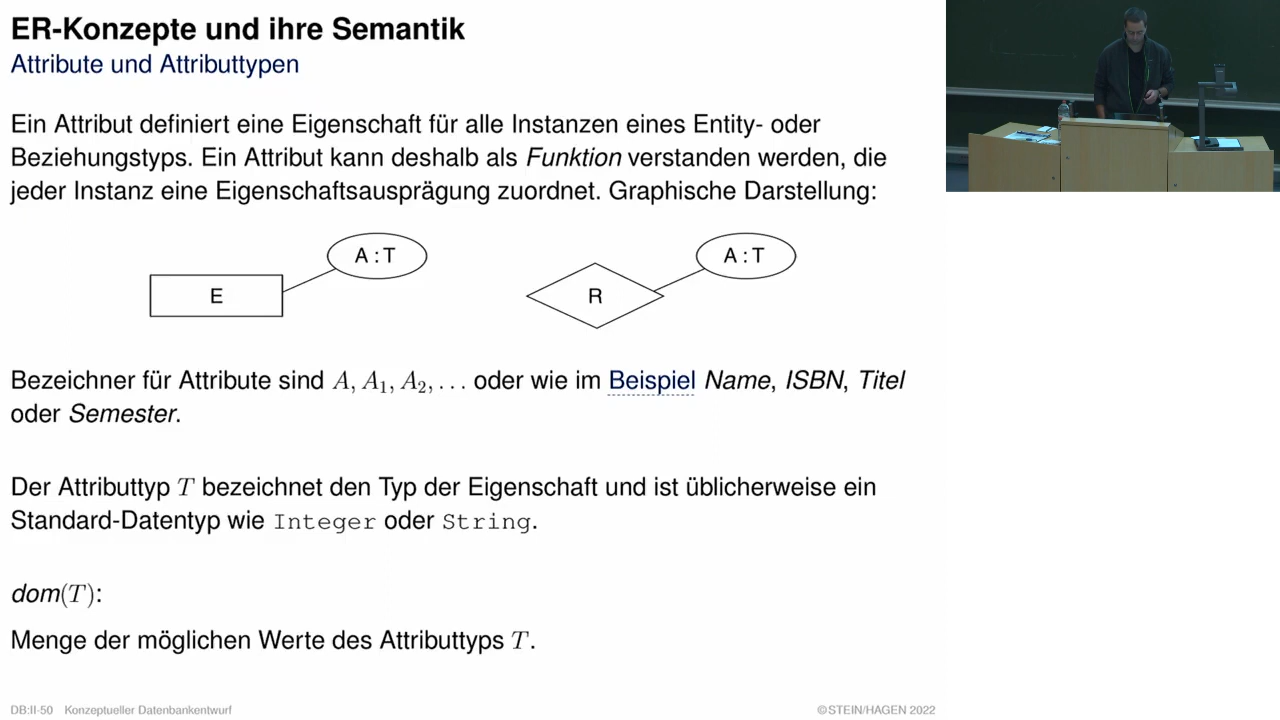 ER-Konzepte und ihre Semantik
Attribute und Attributtypen
Ein Attribut definiert eine Eigenschaft für alle Instanzen eines Entity- oder
Beziehungstyps. Ein Attribut kann deshalb als Funktion verstanden werden, die
jeder Instanz eine Eigenschaftsausprägung zuordnet. Graphische Darstellung:
A : T
A : T
E
R
Bezeichner für Attribute sind A, A₁, A₂, . . . oder wie im Beispiel Name, ISBN, Titel
oder Semester.
Der Attributtyp T bezeichnet den Typ der Eigenschaft und ist üblicherweise ein
Standard-Datentyp wie Integer oder String.
dom(T):
Menge der möglichen Werte des Attributtyps T.
DB:II-50 Konzeptueller Datenbankentwurf
©STEIN/HAGEN 2022